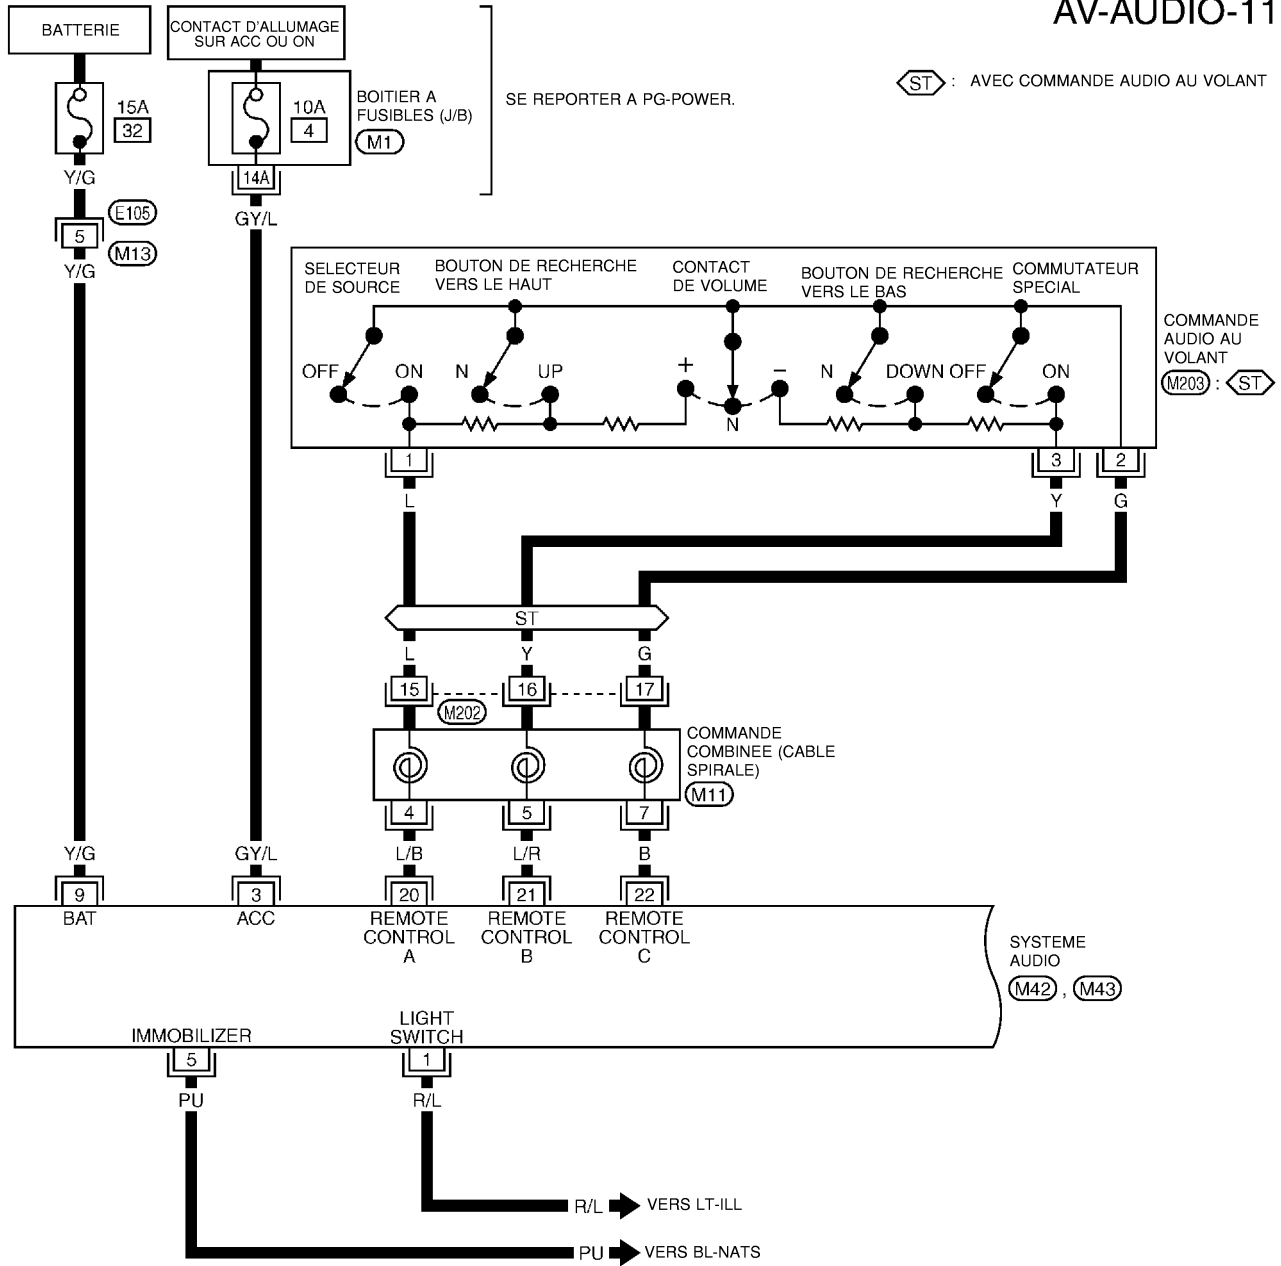 AV-AUDIO-11
BATTERIE
CONTACT D'ALLUMAGE
SUR ACC OU ON
ST : AVEC COMMANDE AUDIO AU VOLANT
15A
32
10A
4
BOITIER A
FUSIBLES (J/B)
M1
SE REPORTER A PG-POWER.
Y/G
14A
E105
GY/L
5
M13
Y/G
SELECTEUR
DE SOURCE
BOUTON DE RECHERCHE
VERS LE HAUT
CONTACT
DE VOLUME
BOUTON DE RECHERCHE
VERS LE BAS
COMMUTATEUR
SPECIAL
OFF ON N UP + − N DOWN OFF ON
N
COMMANDE
AUDIO AU
VOLANT
M203 : ST
1 3 2
L Y G
ST
L Y G
15 16 17
M202
COMMANDE
COMBINEE (CABLE
SPIRALE)
M11
4 5 7
Y/G GY/L L/B L/R B
9 3 20 21 22
BAT
ACC
REMOTE
CONTROL
A
REMOTE
CONTROL
B
REMOTE
CONTROL
C
SYSTEME
AUDIO
M42 , M43
IMMOBILIZER
LIGHT
SWITCH
5 1
PU R/L
R/L VERS LT-ILL
PU VERS BL-NATS